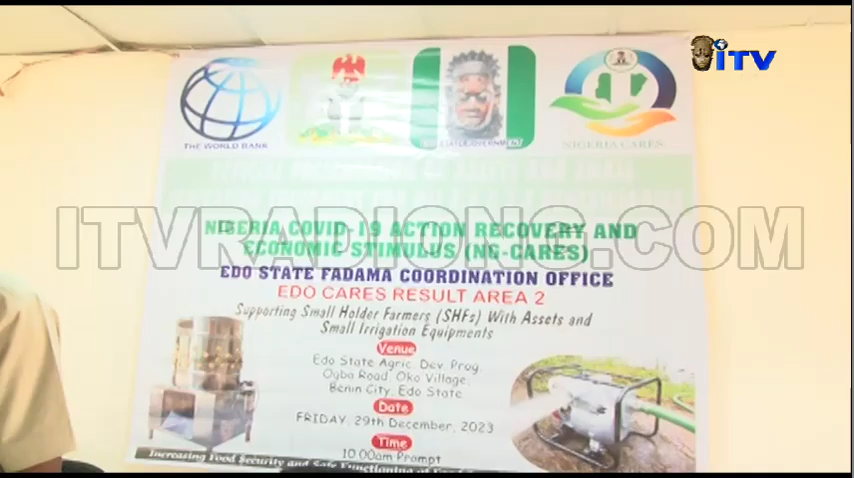 iTV
THE WORLD BANK
STATE GOVERNMENT
NIGERIA CARES
ITVRADIONG.COM
NIGERIA COVID-19 ACTION RECOVERY AND
ECONOMIC STIMULUS (NG-CARES)
EDO STATE FADAMA COORDINATION OFFICE
EDO CARES RESULT AREA 2
Supporting Small Holder Farmers (SHFs) With Assets and
Small Irrigation Equipments
Venue
Edo State Agric. Dev. Prog.
Ogba Road, Oko Village,
Benin City, Edo State
Date
FRIDAY, 29th December, 2023
Time
10:00am Prompt
Increasing Food Security and Safe Functioning of